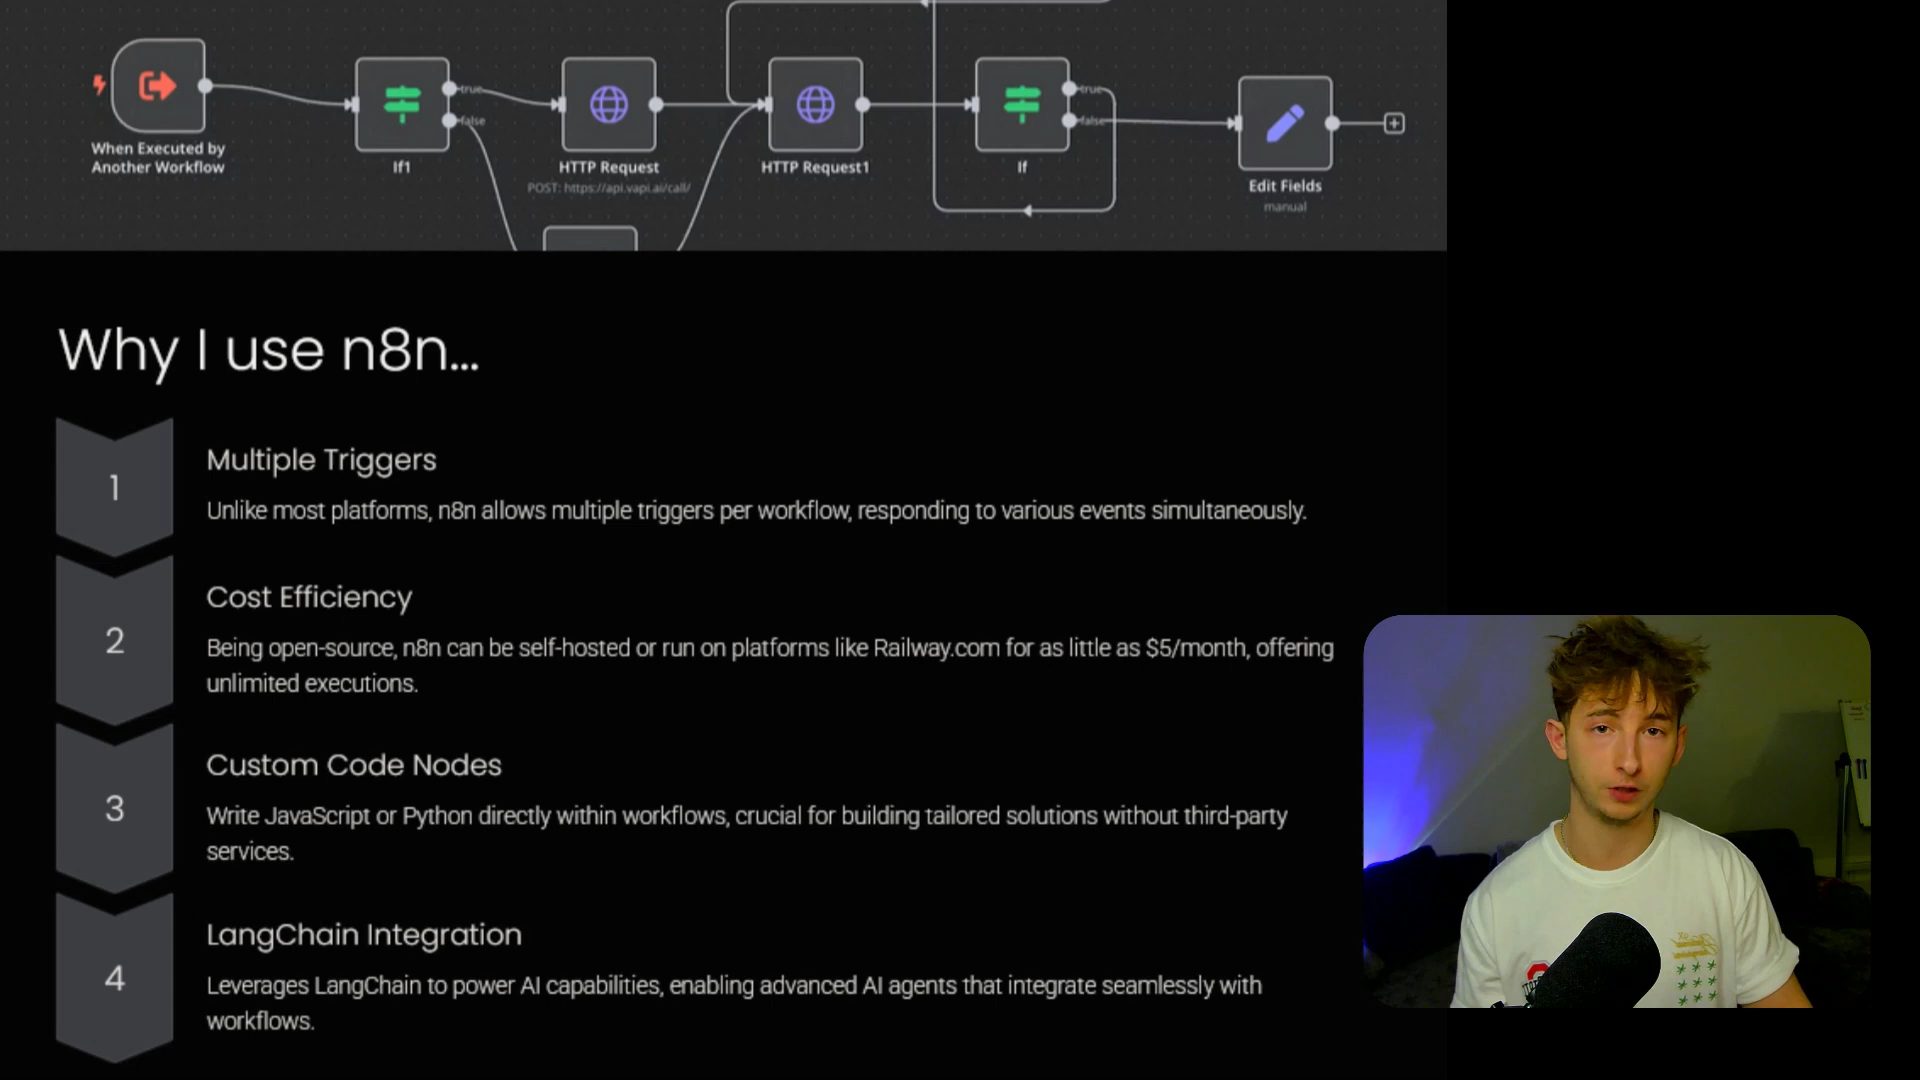 true
true
false
false
When Executed by
Another Workflow
If1
HTTP Request
POST: https://api.vapi.ai/call/
HTTP Request1
If
Edit Fields
manual
Why I use n8n...
1
Multiple Triggers
Unlike most platforms, n8n allows multiple triggers per workflow, responding to various events simultaneously.
2
Cost Efficiency
Being open-source, n8n can be self-hosted or run on platforms like Railway.com for as little as $5/month, offering
unlimited executions.
3
Custom Code Nodes
Write JavaScript or Python directly within workflows, crucial for building tailored solutions without third-party
services.
4
LangChain Integration
Leverages LangChain to power AI capabilities, enabling advanced AI agents that integrate seamlessly with
workflows.